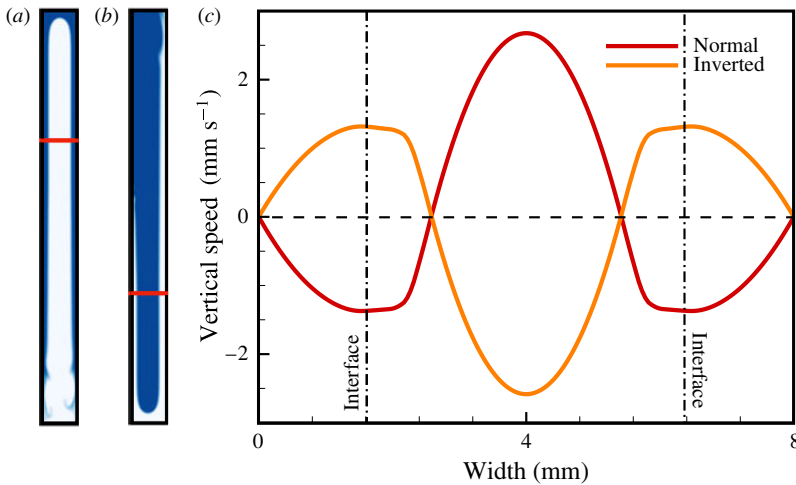 (a)
(b)
(c)
Normal
Inverted
2
0
−2
Vertical speed (mm s−1)
Interface
Interface
0
4
8
Width (mm)